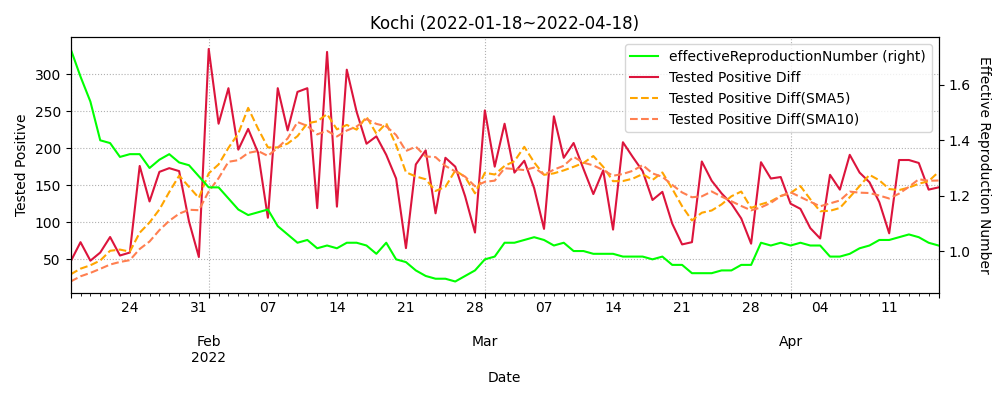 Kochi (2022-01-18~2022-04-18)
effectiveReproductionNumber (right)
Tested Positive Diff
Tested Positive Diff(SMA5)
Tested Positive Diff(SMA10)
Tested Positive
300
250
200
150
100
50
1.6
1.4
1.2
1.0
Effective Reproduction Number
24 31 07 14 21 28 07 14 21 28 04 11
Feb Mar Apr
2022
Date